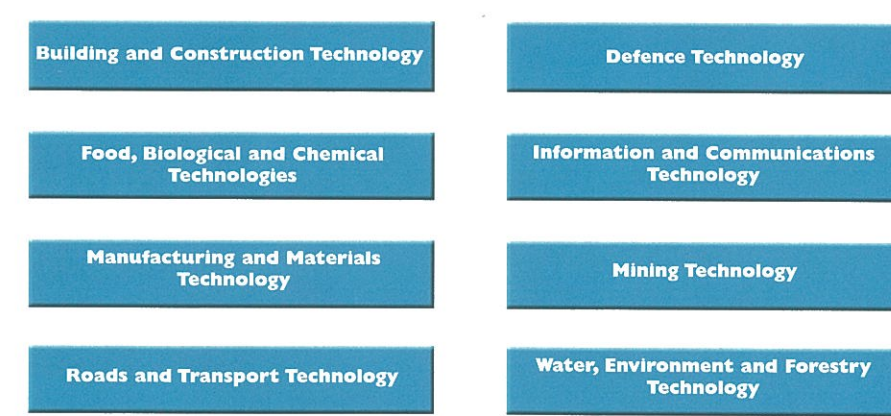 Building and Construction Technology
Defence Technology
Food, Biological and Chemical
Technologies
Information and Communications
Technology
Manufacturing and Materials
Technology
Mining Technology
Roads and Transport Technology
Water, Environment and Forestry
Technology